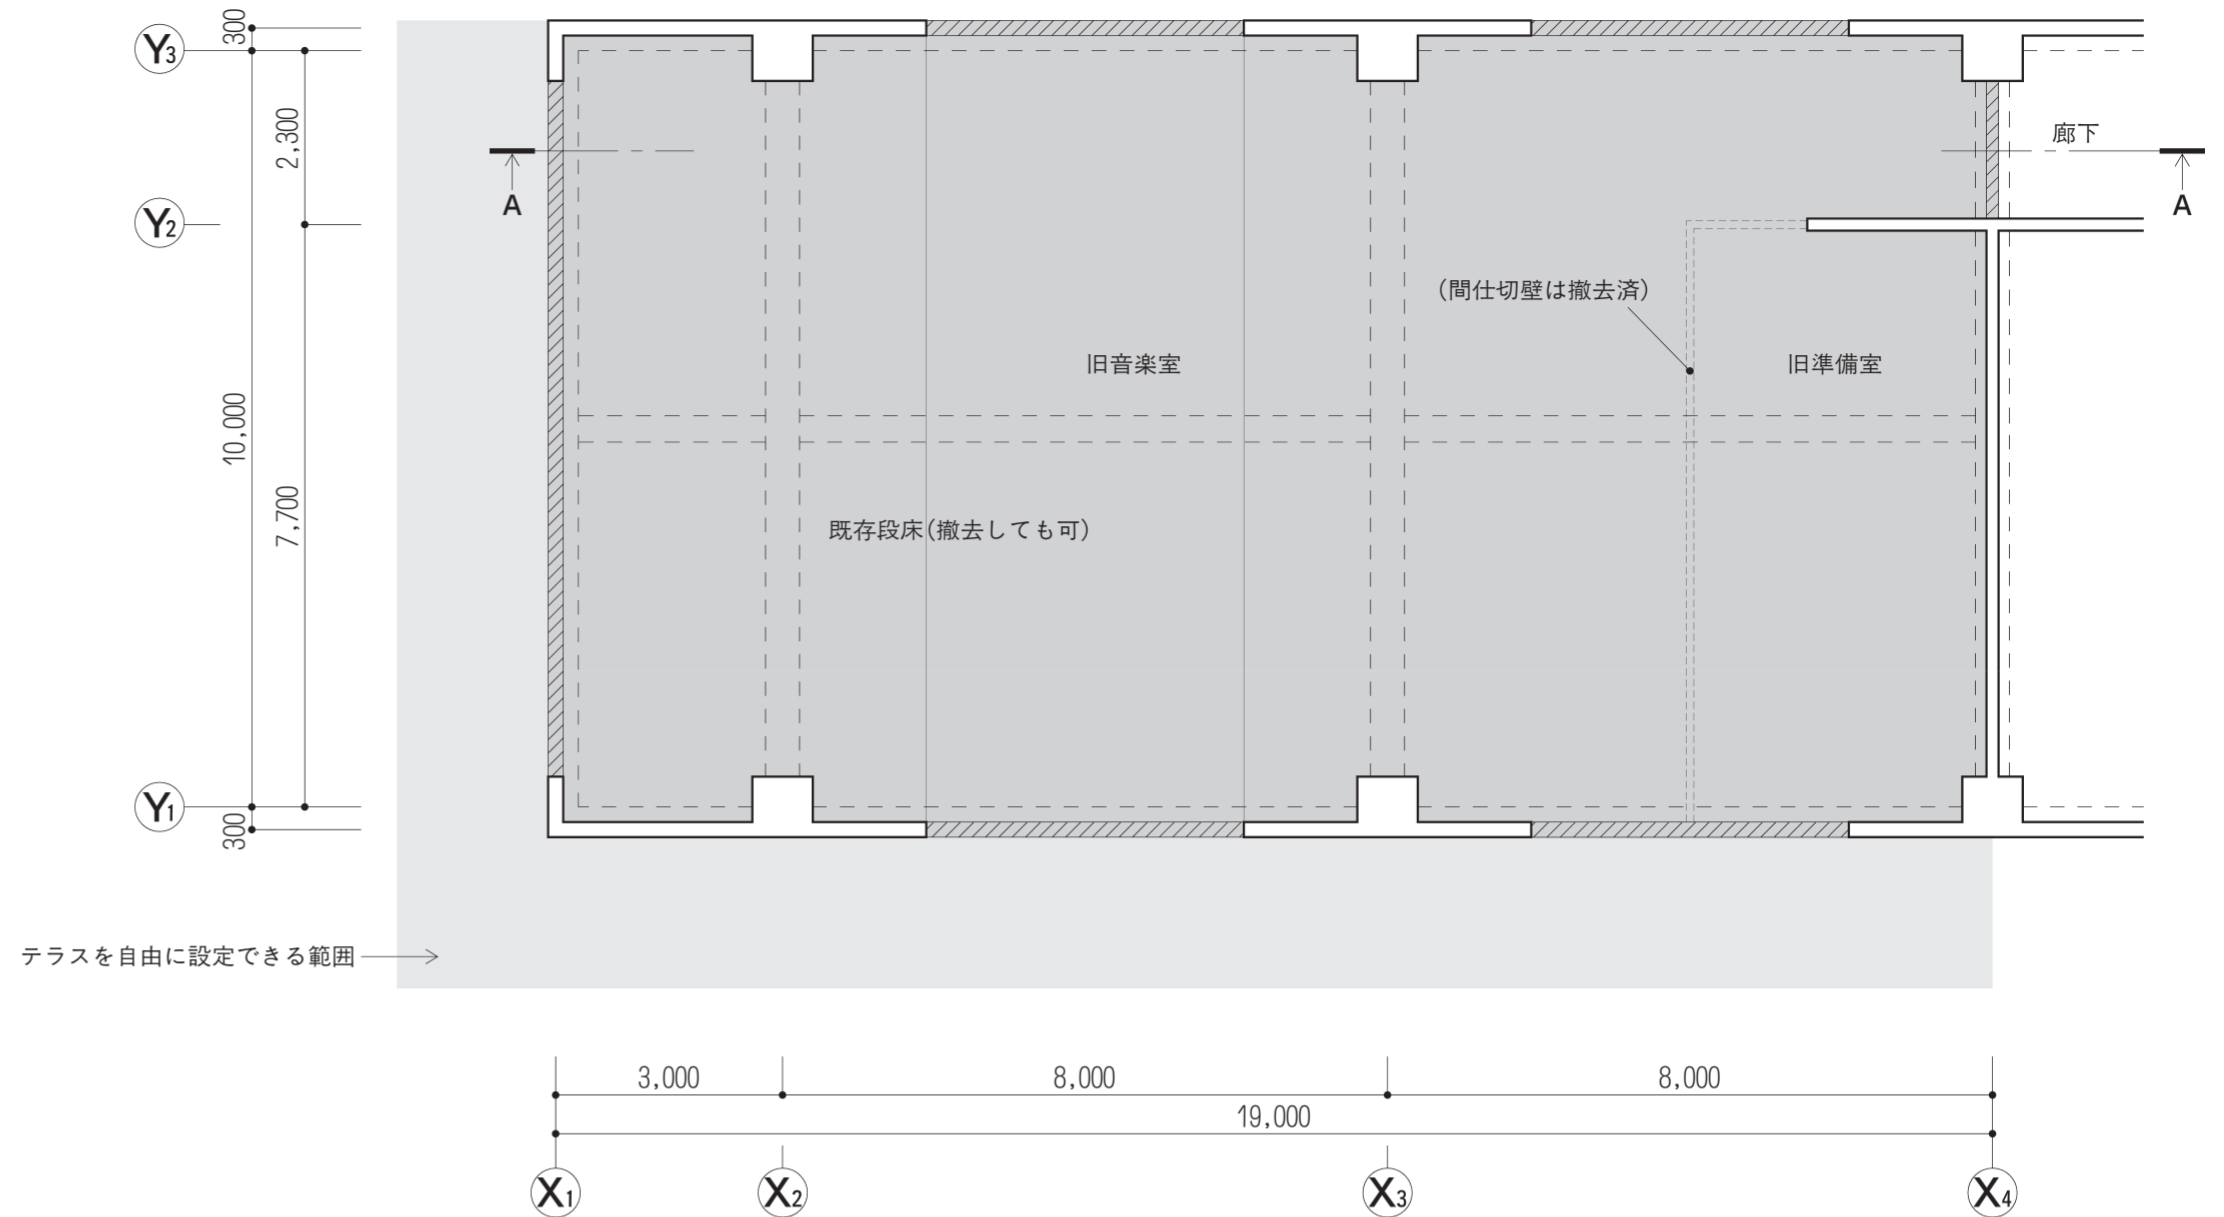 300
Y3
2,300
廊下
A
A
Y2
(間仕切壁は撤去済)
旧音楽室
旧準備室
10,000
7,700
既存段床(撤去しても可)
Y1
300
テラスを自由に設定できる範囲
3,000
8,000
8,000
19,000
X1
X2
X3
X4